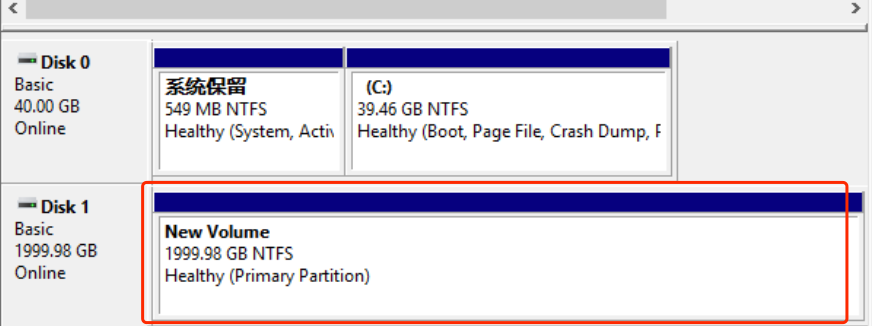 Disk 0
Basic
40.00 GB
Online
系统保留
549 MB NTFS
Healthy (System, Activ
(C:)
39.46 GB NTFS
Healthy (Boot, Page File, Crash Dump, F
Disk 1
Basic
1999.98 GB
Online
New Volume
1999.98 GB NTFS
Healthy (Primary Partition)